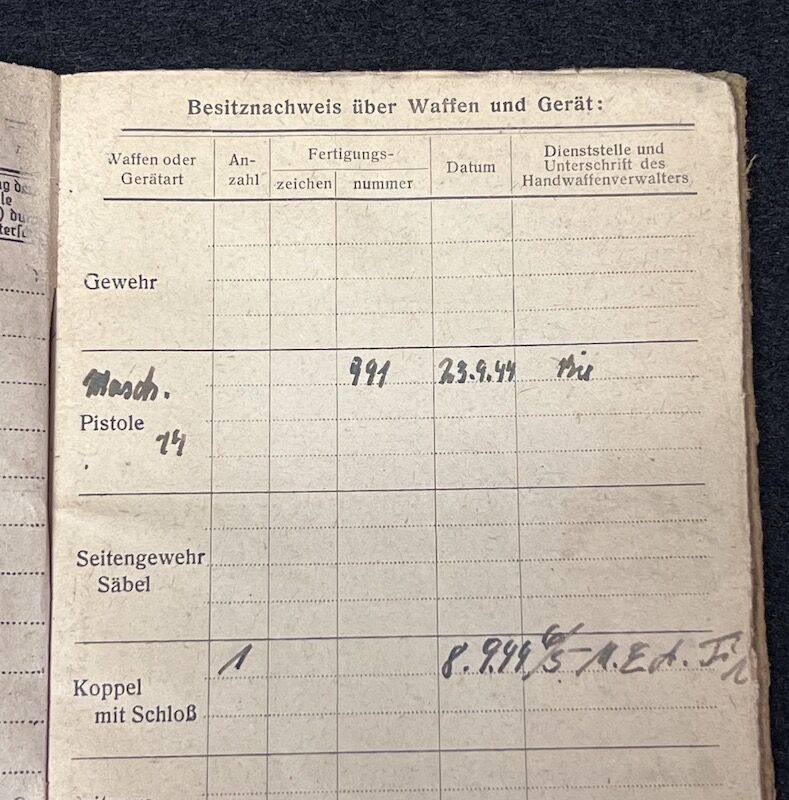 Besitznachweis über Waffen und Gerät:
Waffen oder Gerätart
An-zahl
Fertigungs-
zeichen
nummer
Datum
Dienststelle und
Unterschrift des
Handwaffenverwalters
Gewehr
Masch. 991 23.9.44
Pistole
Seitengewehr
Säbel
1 8.9.44
Koppel
mit Schloß